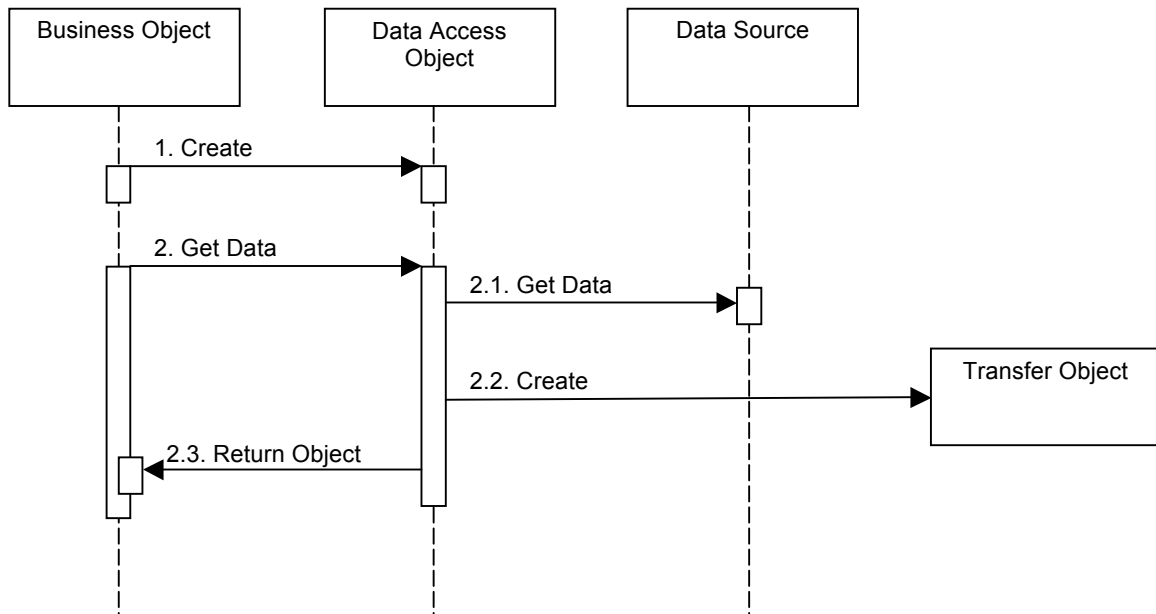 Business Object
Data Access
Object
Data Source
1. Create
2. Get Data
2.1. Get Data
Transfer Object
2.2. Create
2.3. Return Object